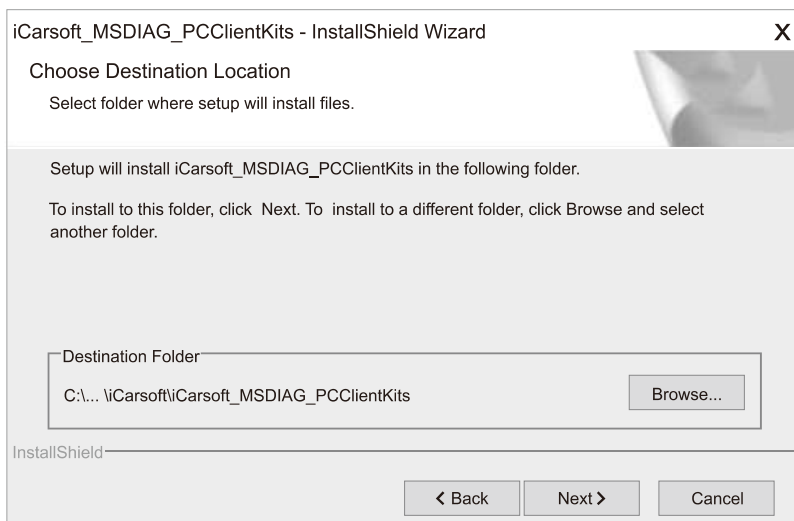 iCarsoft_MSDIAG_PCClientKits - InstallShield Wizard X
Choose Destination Location
Select folder where setup will install files.
Setup will install iCarsoft_MSDIAG_PCClientKits in the following folder.
To install to this folder, click Next. To install to a different folder, click Browse and select
another folder.
Destination Folder
C:\... \iCarsoft\iCarsoft_MSDIAG_PCClientKits Browse...
InstallShield
< Back Next > Cancel